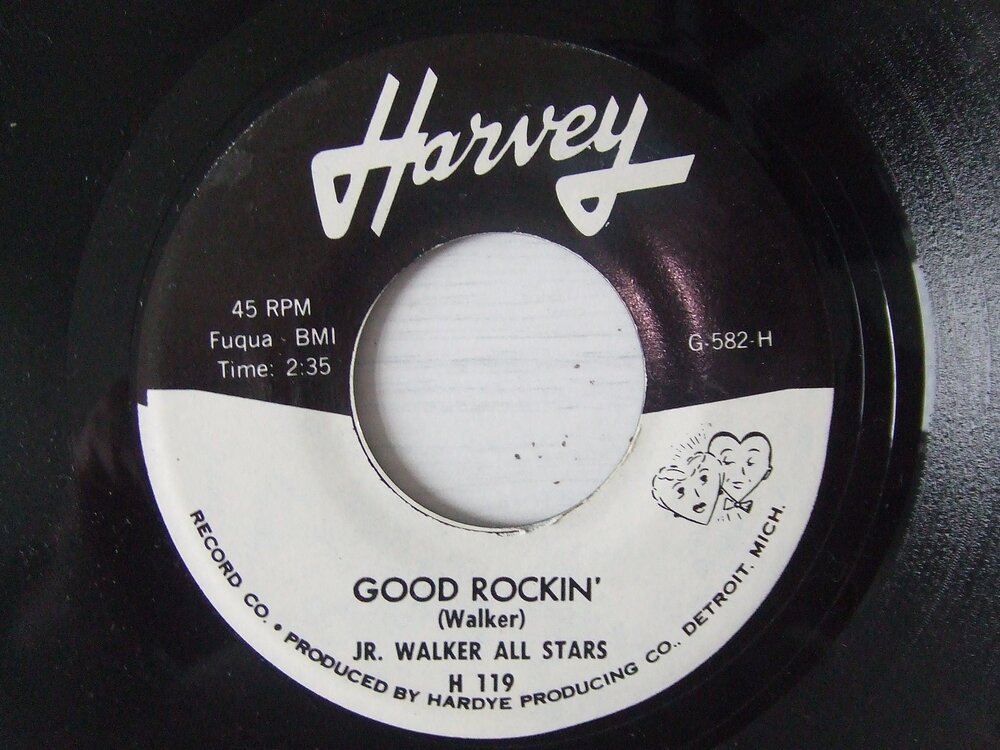 Harvey
45 RPM
Fuqua - BMI
Time: 2:35
G-582-H
GOOD ROCKIN'
(Walker)
JR. WALKER ALL STARS
H 119
RECORD CO. • PRODUCED BY HARDYE PRODUCING CO., DETROIT, MICH.